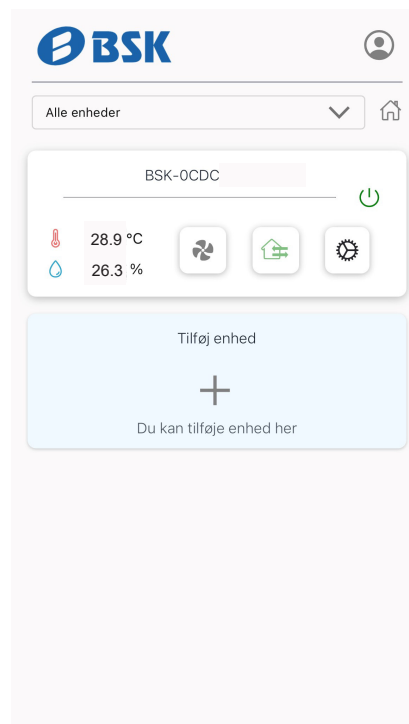 BSK
Alle enheder
BSK-0CDC
28.9 °C
26.3 %
Tilføj enhed
Du kan tilføje enhed her